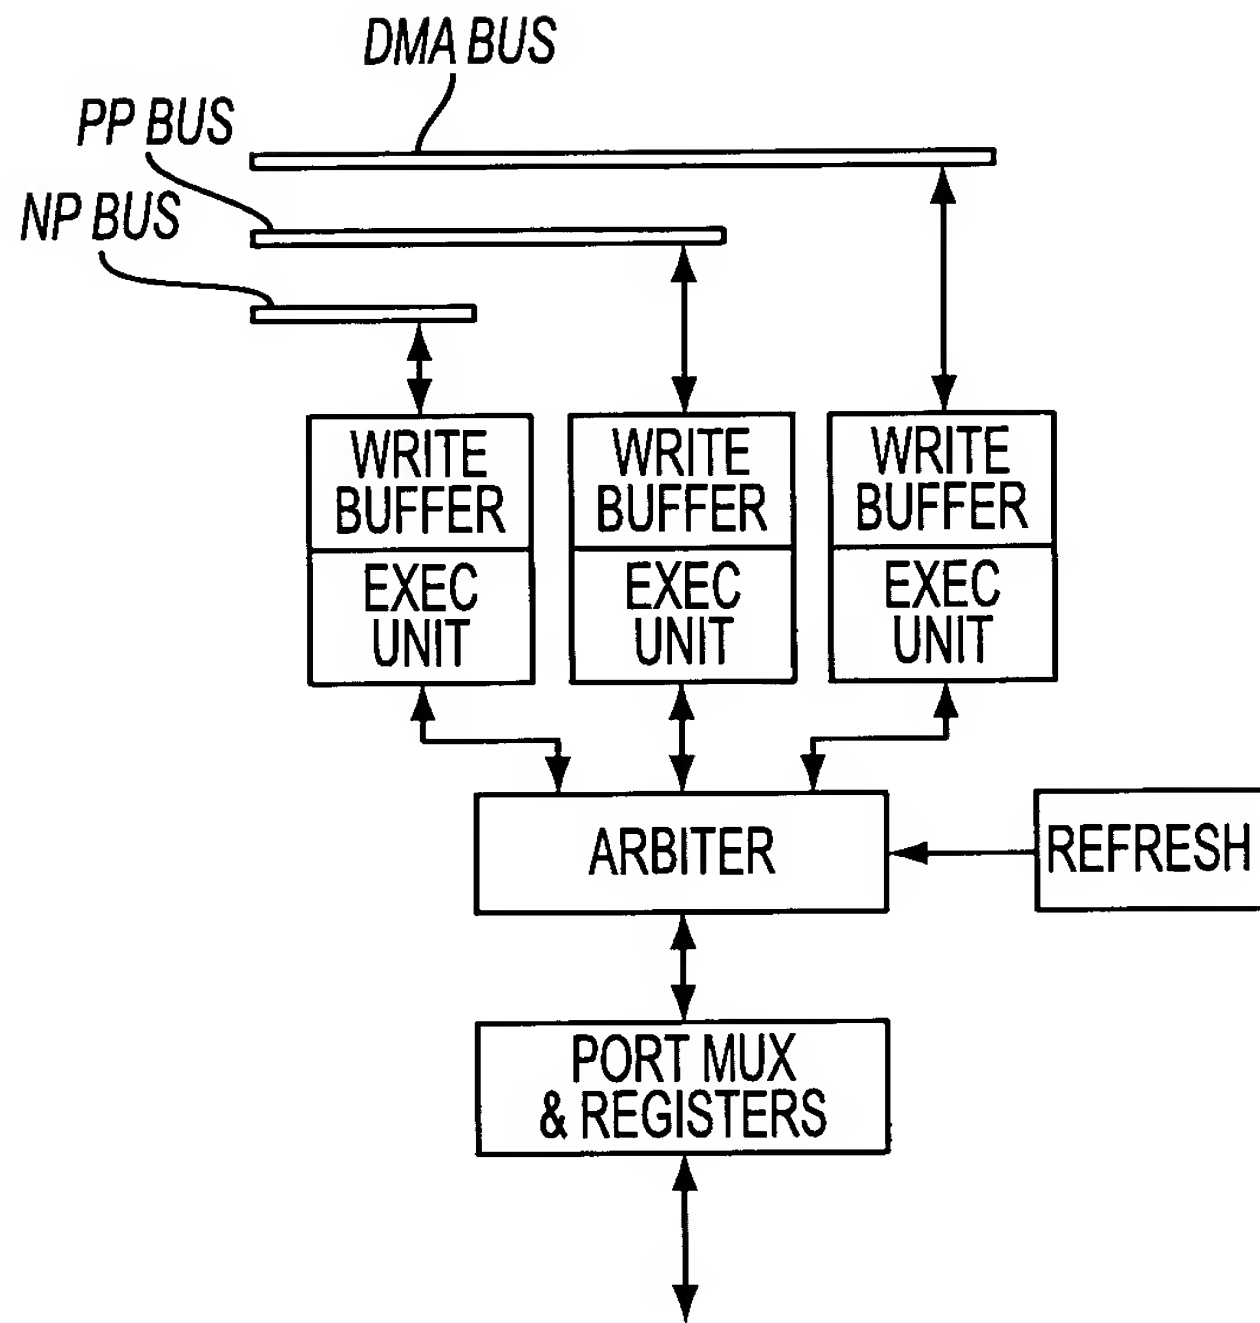 DMA BUS
PP BUS
NP BUS
WRITE
BUFFER
EXEC
UNIT
WRITE
BUFFER
EXEC
UNIT
WRITE
BUFFER
EXEC
UNIT
ARBITER
REFRESH
PORT MUX
& REGISTERS